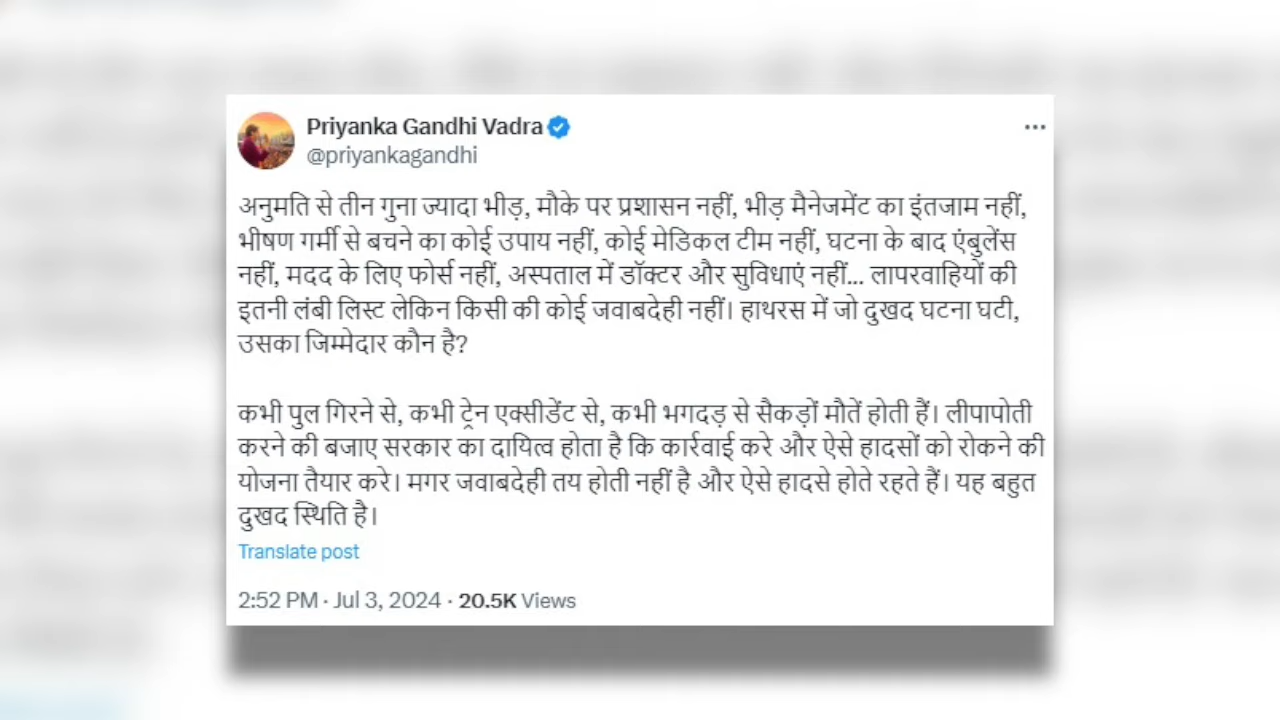 Priyanka Gandhi Vadra
@priyankagandhi
अनुमति से तीन गुना ज्यादा भीड़, मौके पर प्रशासन नहीं, भीड़ मैनेजमेंट का इंतजाम नहीं,
भीषण गर्मी से बचने का कोई उपाय नहीं, कोई मेडिकल टीम नहीं, घटना के बाद एंबुलेंस
नहीं, मदद के लिए फोर्स नहीं, अस्पताल में डॉक्टर और सुविधाएं नहीं... लापरवाहियों की
इतनी लंबी लिस्ट लेकिन किसी की कोई जवाबदेही नहीं। हाथरस में जो दुखद घटना घटी,
उसका जिम्मेदार कौन है?
कभी पुल गिरने से, कभी ट्रेन एक्सीडेंट से, कभी भगदड़ से सैकड़ों मौतें होती हैं। लीपापोती
करने की बजाए सरकार का दायित्व होता है कि कार्रवाई करे और ऐसे हादसों को रोकने की
योजना तैयार करे। मगर जवाबदेही तय होती नहीं है और ऐसे हादसे होते रहते हैं। यह बहुत
दुखद स्थिति है।
Translate post
2:52 PM · Jul 3, 2024 · 20.5K Views